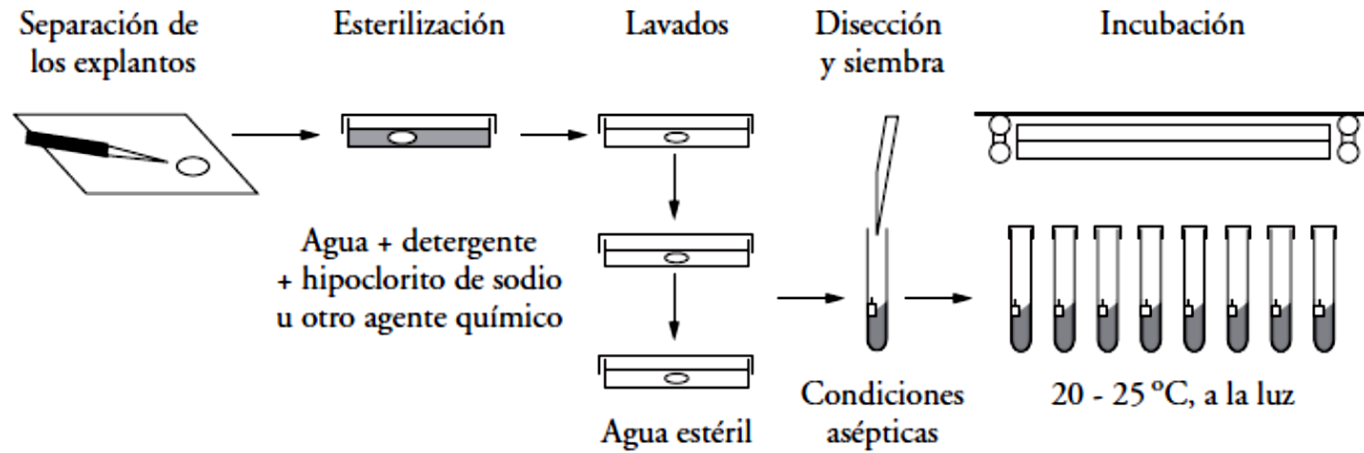 Separación de
los explantos
Esterilización
Lavados
Disección
y siembra
Incubación
Agua + detergente
+ hipoclorito de sodio
u otro agente químico
Agua estéril
Condiciones
asépticas
20 - 25 ºC, a la luz